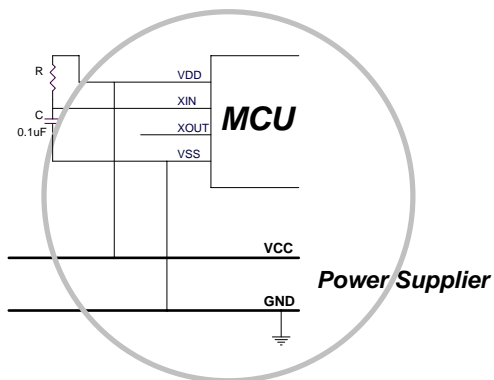 R
VDD
XIN
MCU
C
0.1uF
XOUT
VSS
VCC
Power Supplier
GND